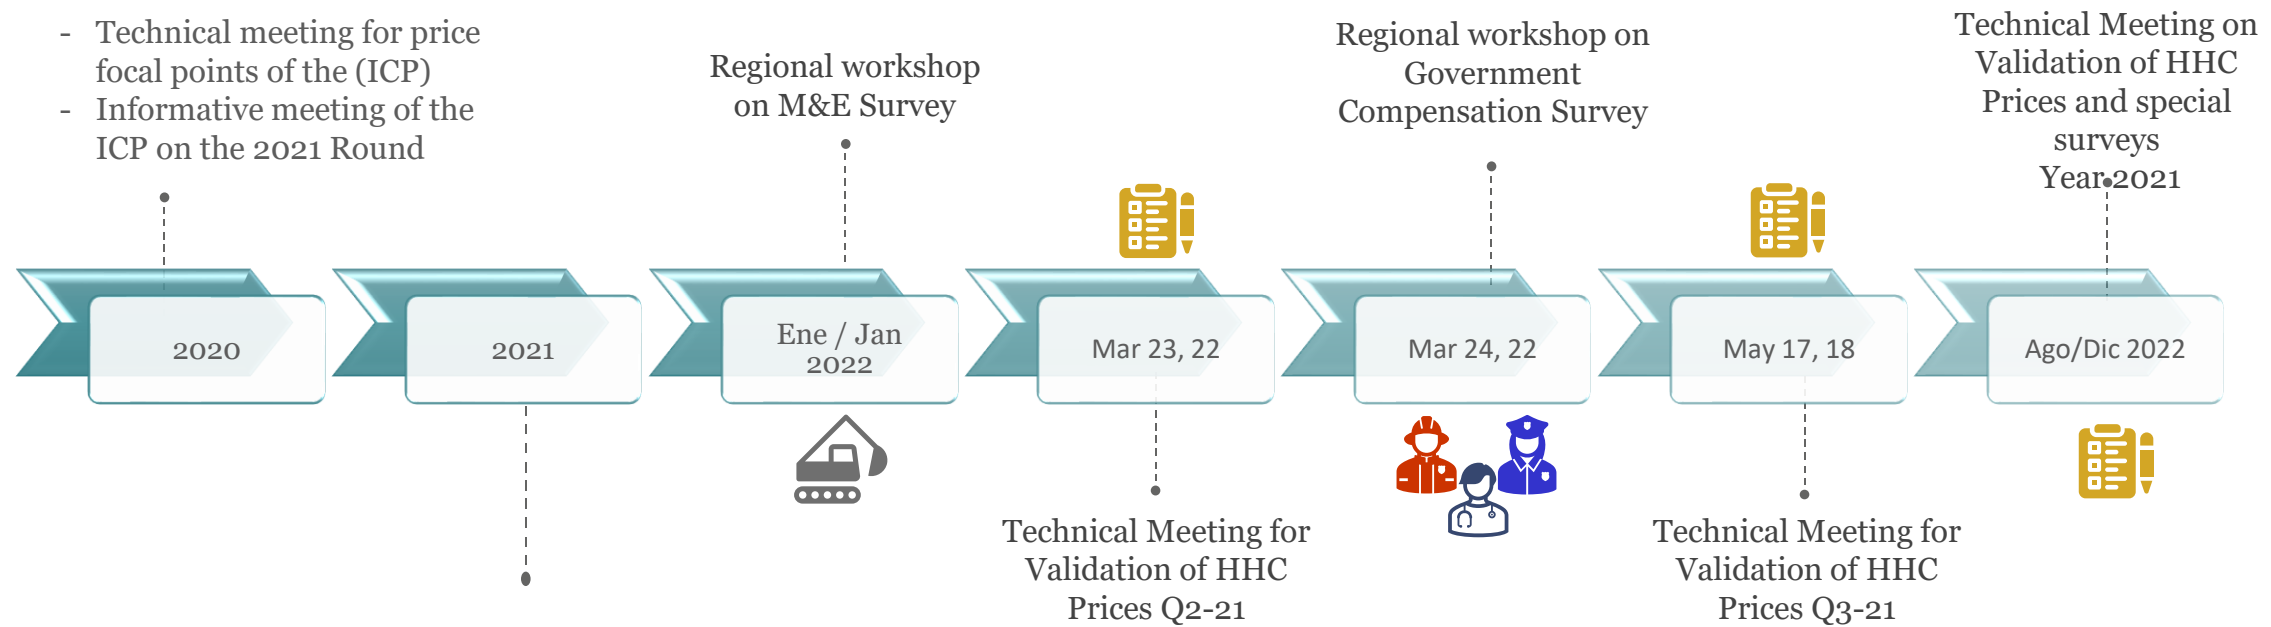 - Technical meeting for price
focal points of the (ICP)
- Informative meeting of the
ICP on the 2021 Round
2020
2021
Regional workshop
on M&E Survey
Ene / Jan
2022
Mar 23, 22
Technical Meeting for
Validation of HHC
Prices Q2-21
Regional workshop on
Government
Compensation Survey
Mar 24, 22
May 17, 18
Technical Meeting for
Validation of HHC
Prices Q3-21
Technical Meeting on
Validation of HHC
Prices and special
surveys
Year 2021
Ago/Dic 2022